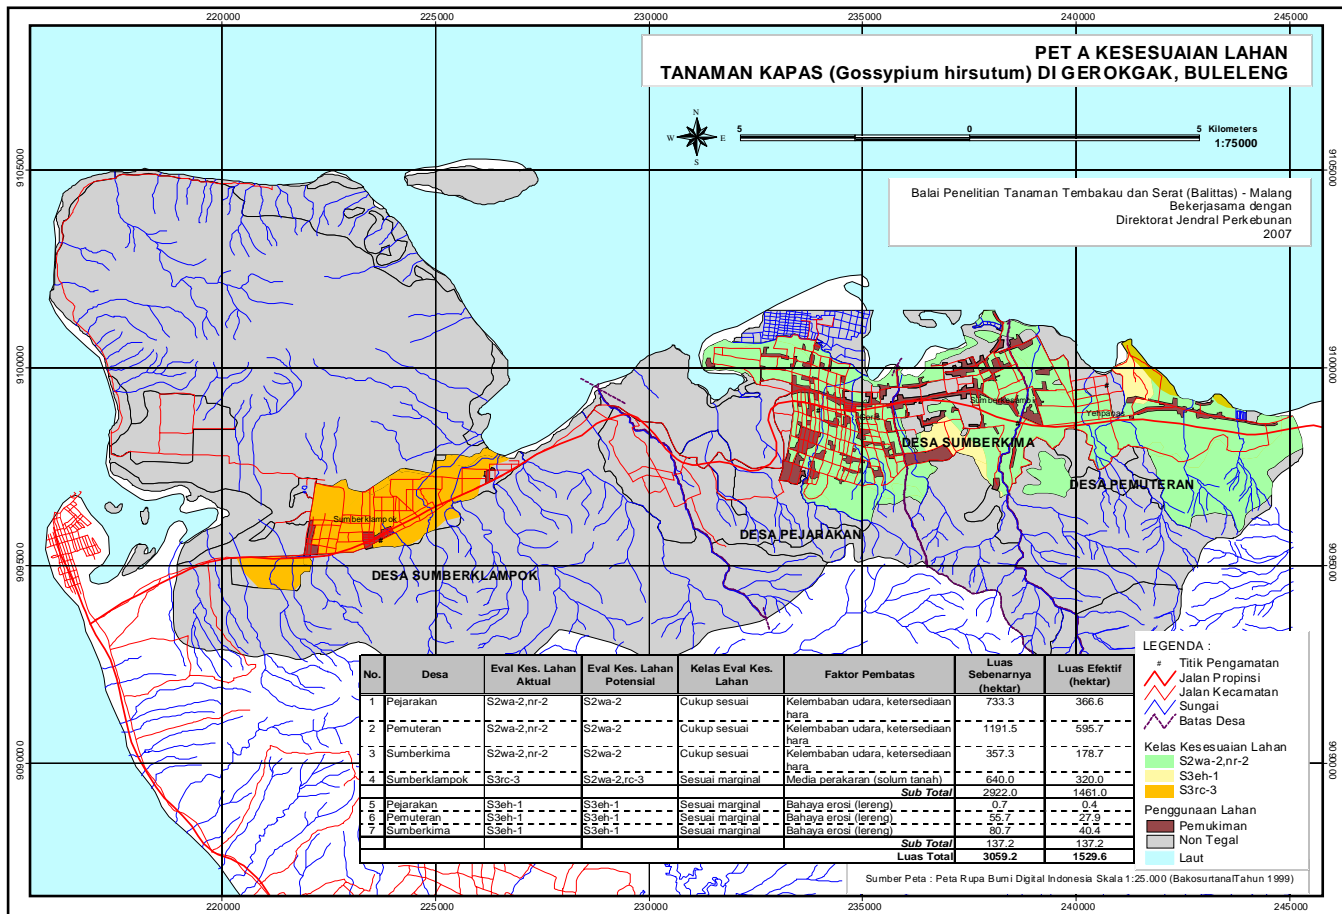 220000 225000 230000 235000 240000 245000
PET A KESESUAIAN LAHAN
TANAMAN KAPAS (Gossypium hirsutum) DI GEROKGAK, BULELENG
N
W E
S
5 0 5 Kilometers
1:75000
Balai Penelitian Tanaman Tembakau dan Serat (Balittas) - Malang
Bekerjasama dengan
Direktorat Jendral Perkebunan
2007
9105000 9105000
9100000 9100000
9095000 9095000
9090000 9090000
Sumberkesamp
Yehpanas
DESA SUMBERKIMA
DESA PEMUTERAN
Sumberklampok
DESA PEJARAKAN
DESA SUMBERKLAMPOK
No. Desa Eval Kes. Lahan Aktual Eval Kes. Lahan Potensial Kelas Eval Kes. Lahan Faktor Pembatas Luas Sebenarnya (hektar) Luas Efektif (hektar)
1 Pejarakan S2wa-2,nr-2 S2wa-2 Cukup sesuai Kelembaban udara, ketersediaan hara 733.3 366.6
2 Pemuteran S2wa-2,nr-2 S2wa-2 Cukup sesuai Kelembaban udara, ketersediaan hara 1191.5 595.7
3 Sumberkima S2wa-2,nr-2 S2wa-2 Cukup sesuai Kelembaban udara, ketersediaan hara 357.3 178.7
4 Sumberklampok S3rc-3 S2wa-2,rc-3 Sesuai marginal Media perakaran (solum tanah) 640.0 320.0
Sub Total 2922.0 1461.0
5 Pejarakan S3eh-1 S3eh-1 Sesuai marginal Bahaya erosi (lereng) 0.7 0.4
6 Pemuteran S3eh-1 S3eh-1 Sesuai marginal Bahaya erosi (lereng) 55.7 27.9
7 Sumberkima S3eh-1 S3eh-1 Sesuai marginal Bahaya erosi (lereng) 80.7 40.4
Sub Total 137.2 137.2
Luas Total 3059.2 1529.6
LEGENDA :
# Titik Pengamatan
Jalan Propinsi
Jalan Kecamatan
Sungai
Batas Desa
Kelas Kesesuaian Lahan
S2wa-2,nr-2
S3eh-1
S3rc-3
Penggunaan Lahan
Pemukiman
Non Tegal
Laut
Sumber Peta : Peta Rupa Bumi Digital Indonesia Skala 1:25.000 (BakosurtanalTahun 1999)
220000 225000 230000 235000 240000 245000